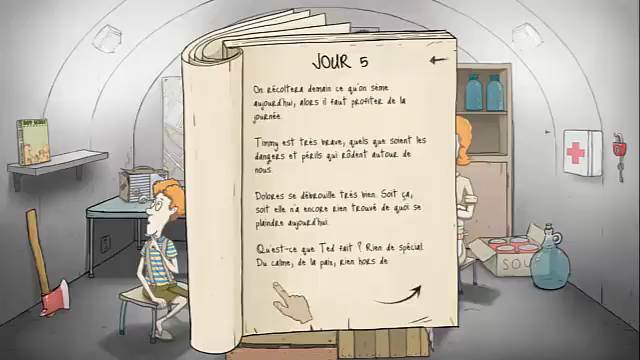 JOUR 5
On récoltera demain ce qu'on sème
aujourd'hui, alors il faut profiter de la
journée.
Timmy est très brave, quels que soient les
dangers et périls qui rôdent autour de
nous.
Dolores se débrouille très bien. Soit ça,
soit elle n'a encore rien trouvé de quoi se
plaindre aujourd'hui.
Qu'est-ce que Ted fait ? Rien de spécial.
Du calme, de la paix, rien hors de
SOU